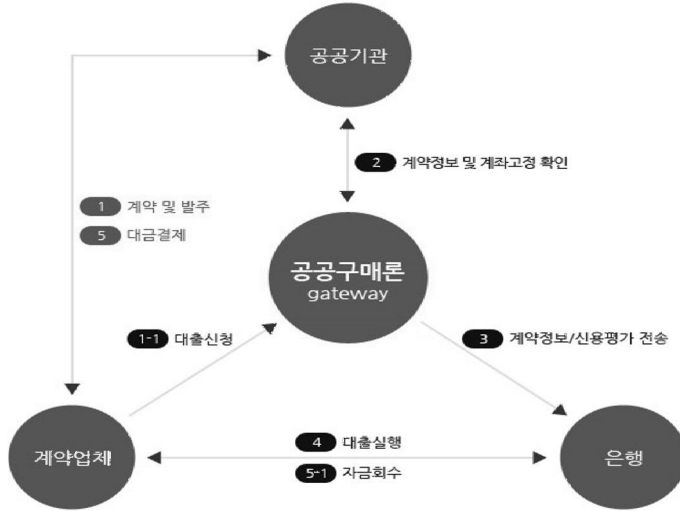 공공기관
2 계약정보 및 계좌고정 확인
1 계약 및 발주
5 대금결제
공공구매론
gateway
1-1 대출신청
3 계약정보/신용평가 전송
계약업체
4 대출실행
5-1 자금회수
은행